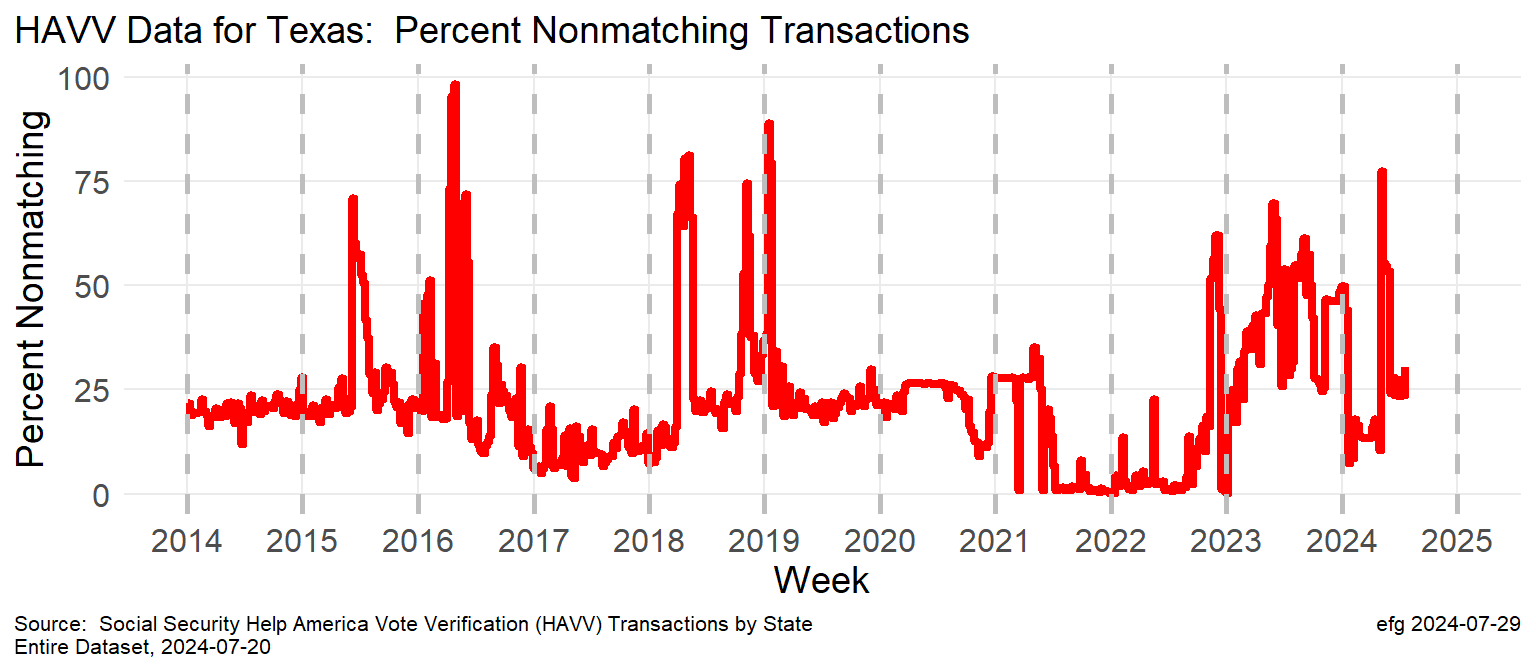 HAVV Data for Texas:  Percent Nonmatching Transactions
Percent Nonmatching
100
75
50
25
0
2014 2015 2016 2017 2018 2019 2020 2021 2022 2023 2024 2025
Week
Source:  Social Security Help America Vote Verification (HAVV) Transactions by State
Entire Dataset, 2024-07-20
efg 2024-07-29